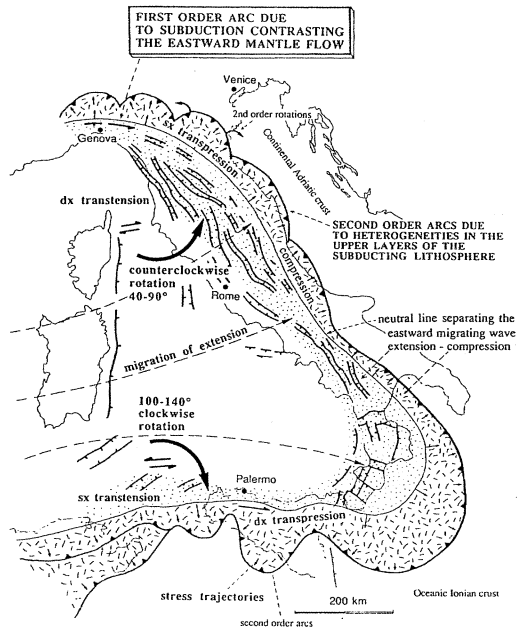 FIRST ORDER ARC DUE
TO SUBDUCTION CONTRASTING
THE EASTWARD MANTLE FLOW
Venice
2nd order rotations
Genova
sx transpression
Continental Adriatic crust
dx transtension
SECOND ORDER ARCS DUE
TO HETEROGENEITIES IN THE
UPPER LAYERS OF THE
SUBDUCTING LITHOSPHERE
counterclockwise
rotation
40-90°
compression
Rome
neutral line separating the
eastward migrating wave
extension - compression
migration of extension
100-140°
clockwise
rotation
Palermo
sx transtension
dx transpression
stress trajectories
Oceanic Ionian crust
200 km
second order arcs